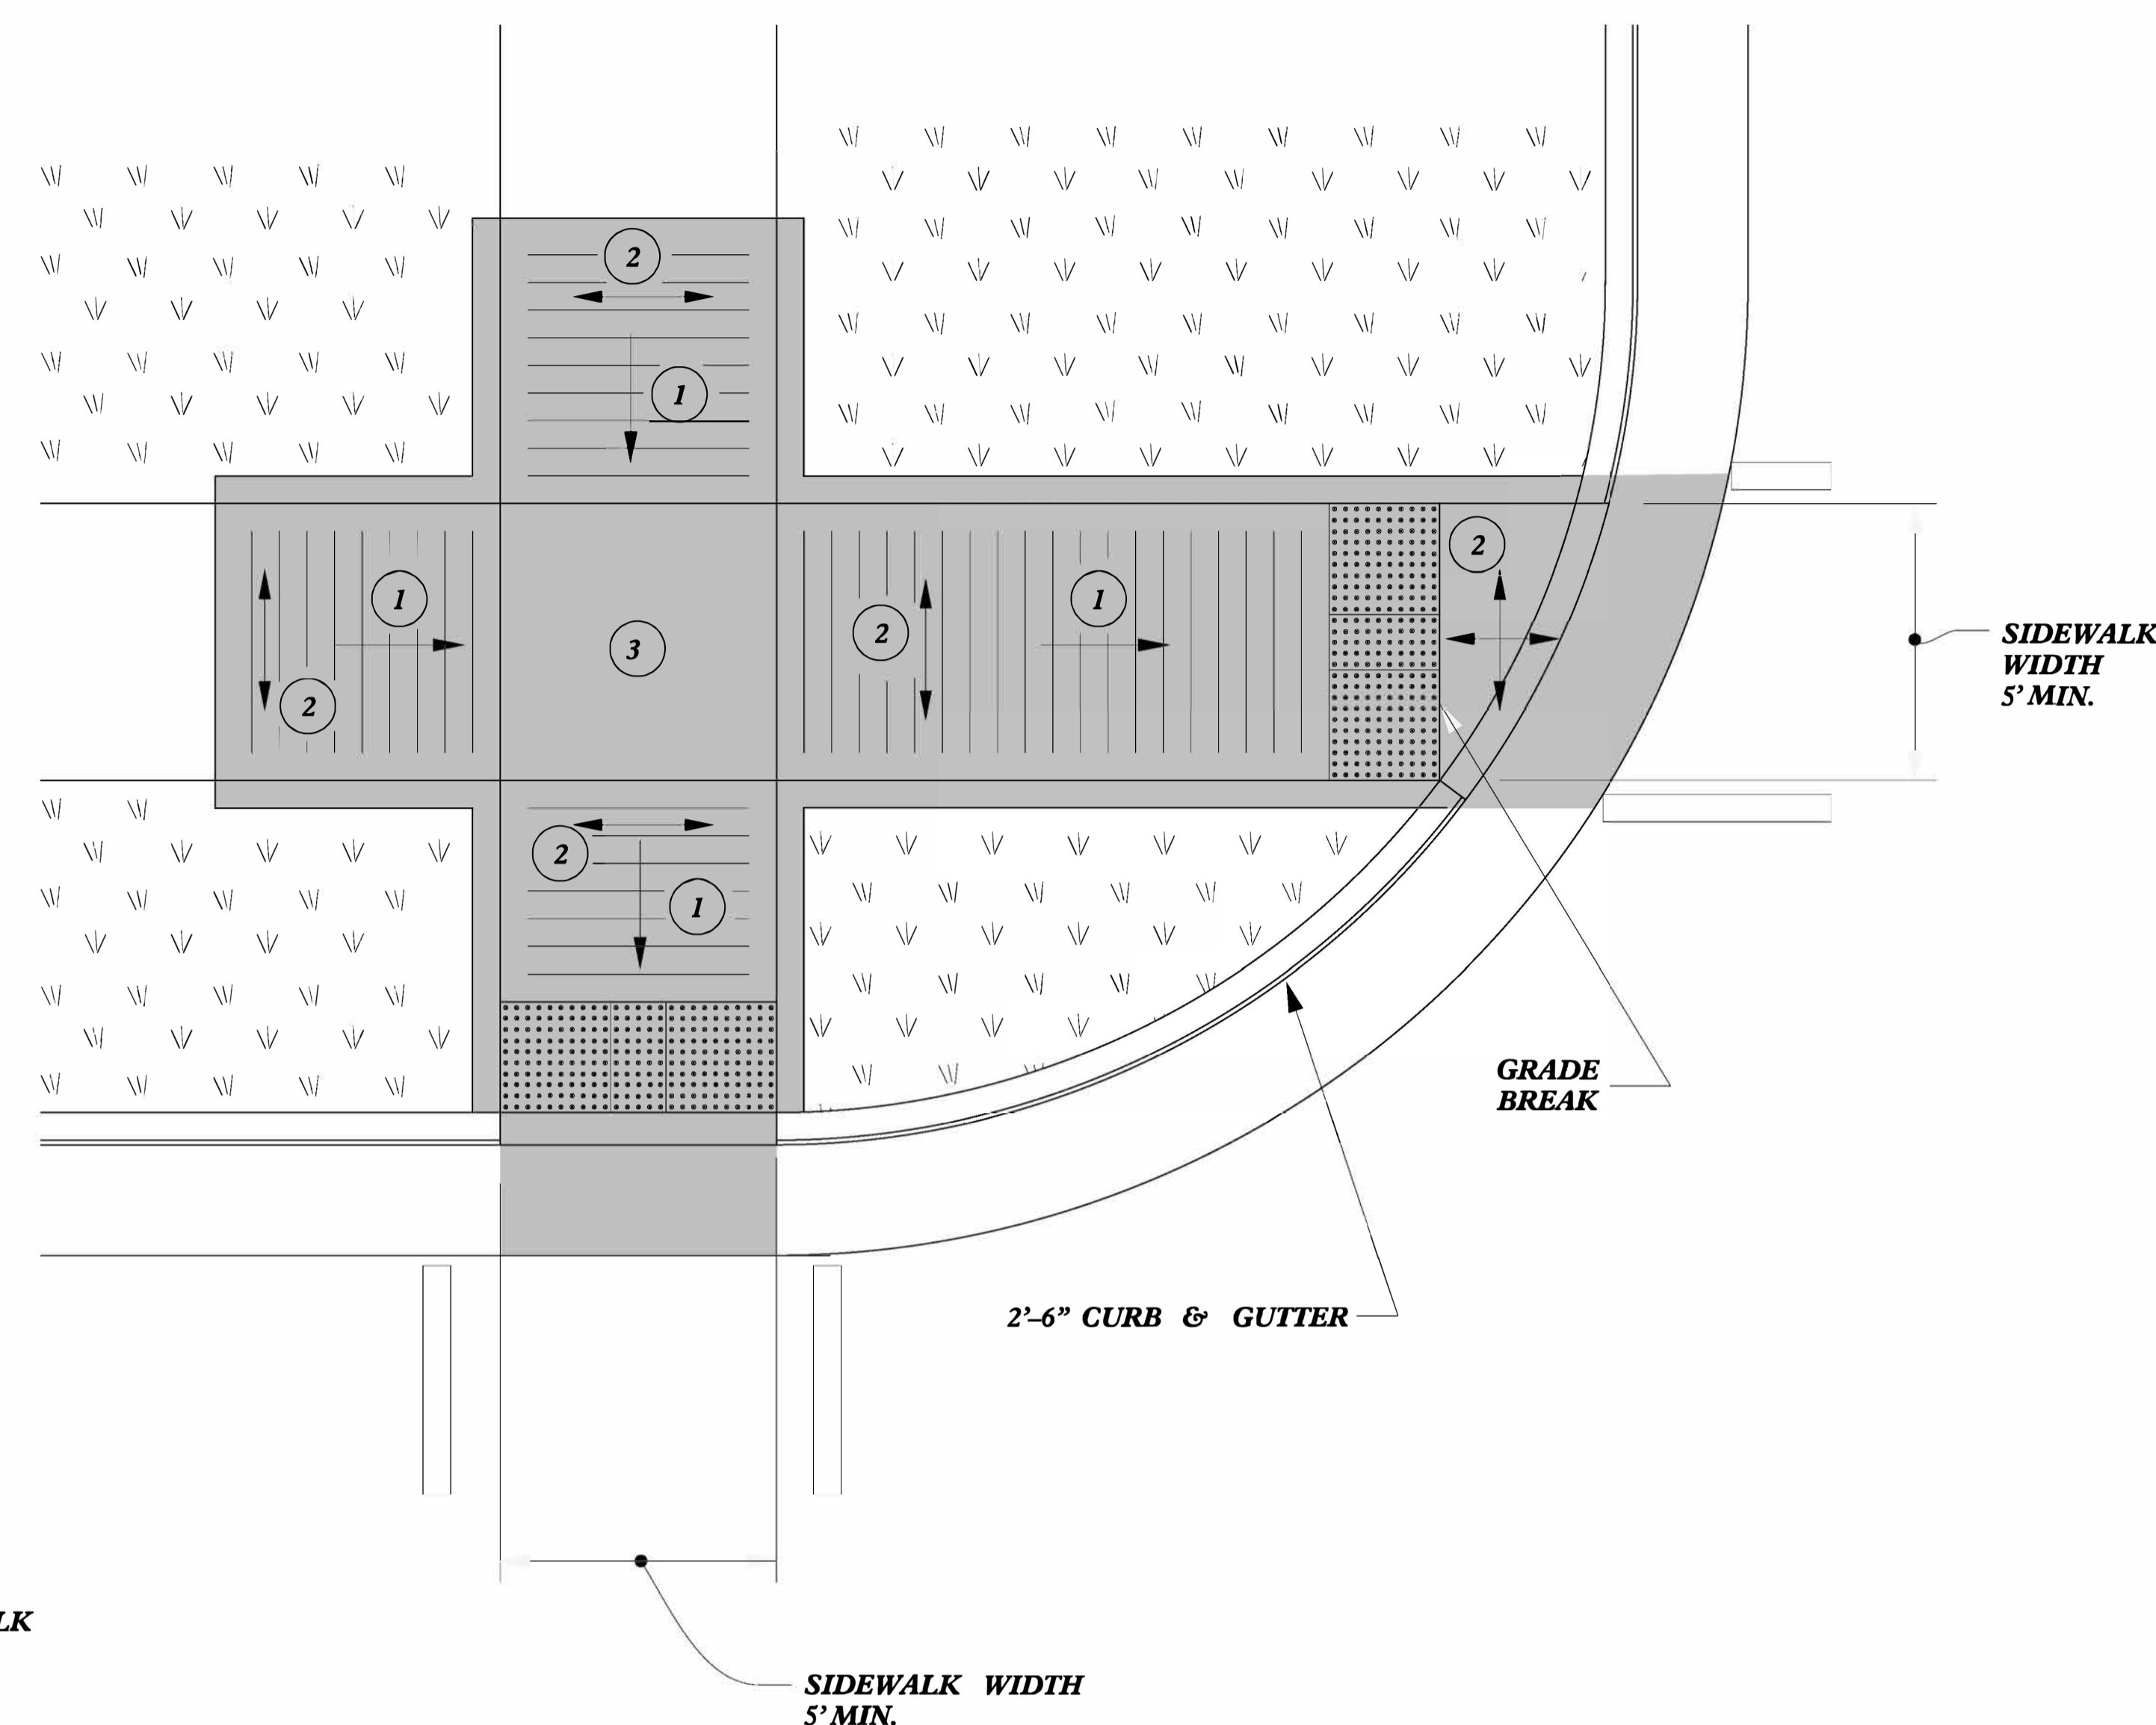 2
1
2
1
1
3
2
2
SIDEWALK
WIDTH
5' MIN.
2
1
GRADE
BREAK
2'–6” CURB & GUTTER
LK
SIDEWALK WIDTH
5' MIN.